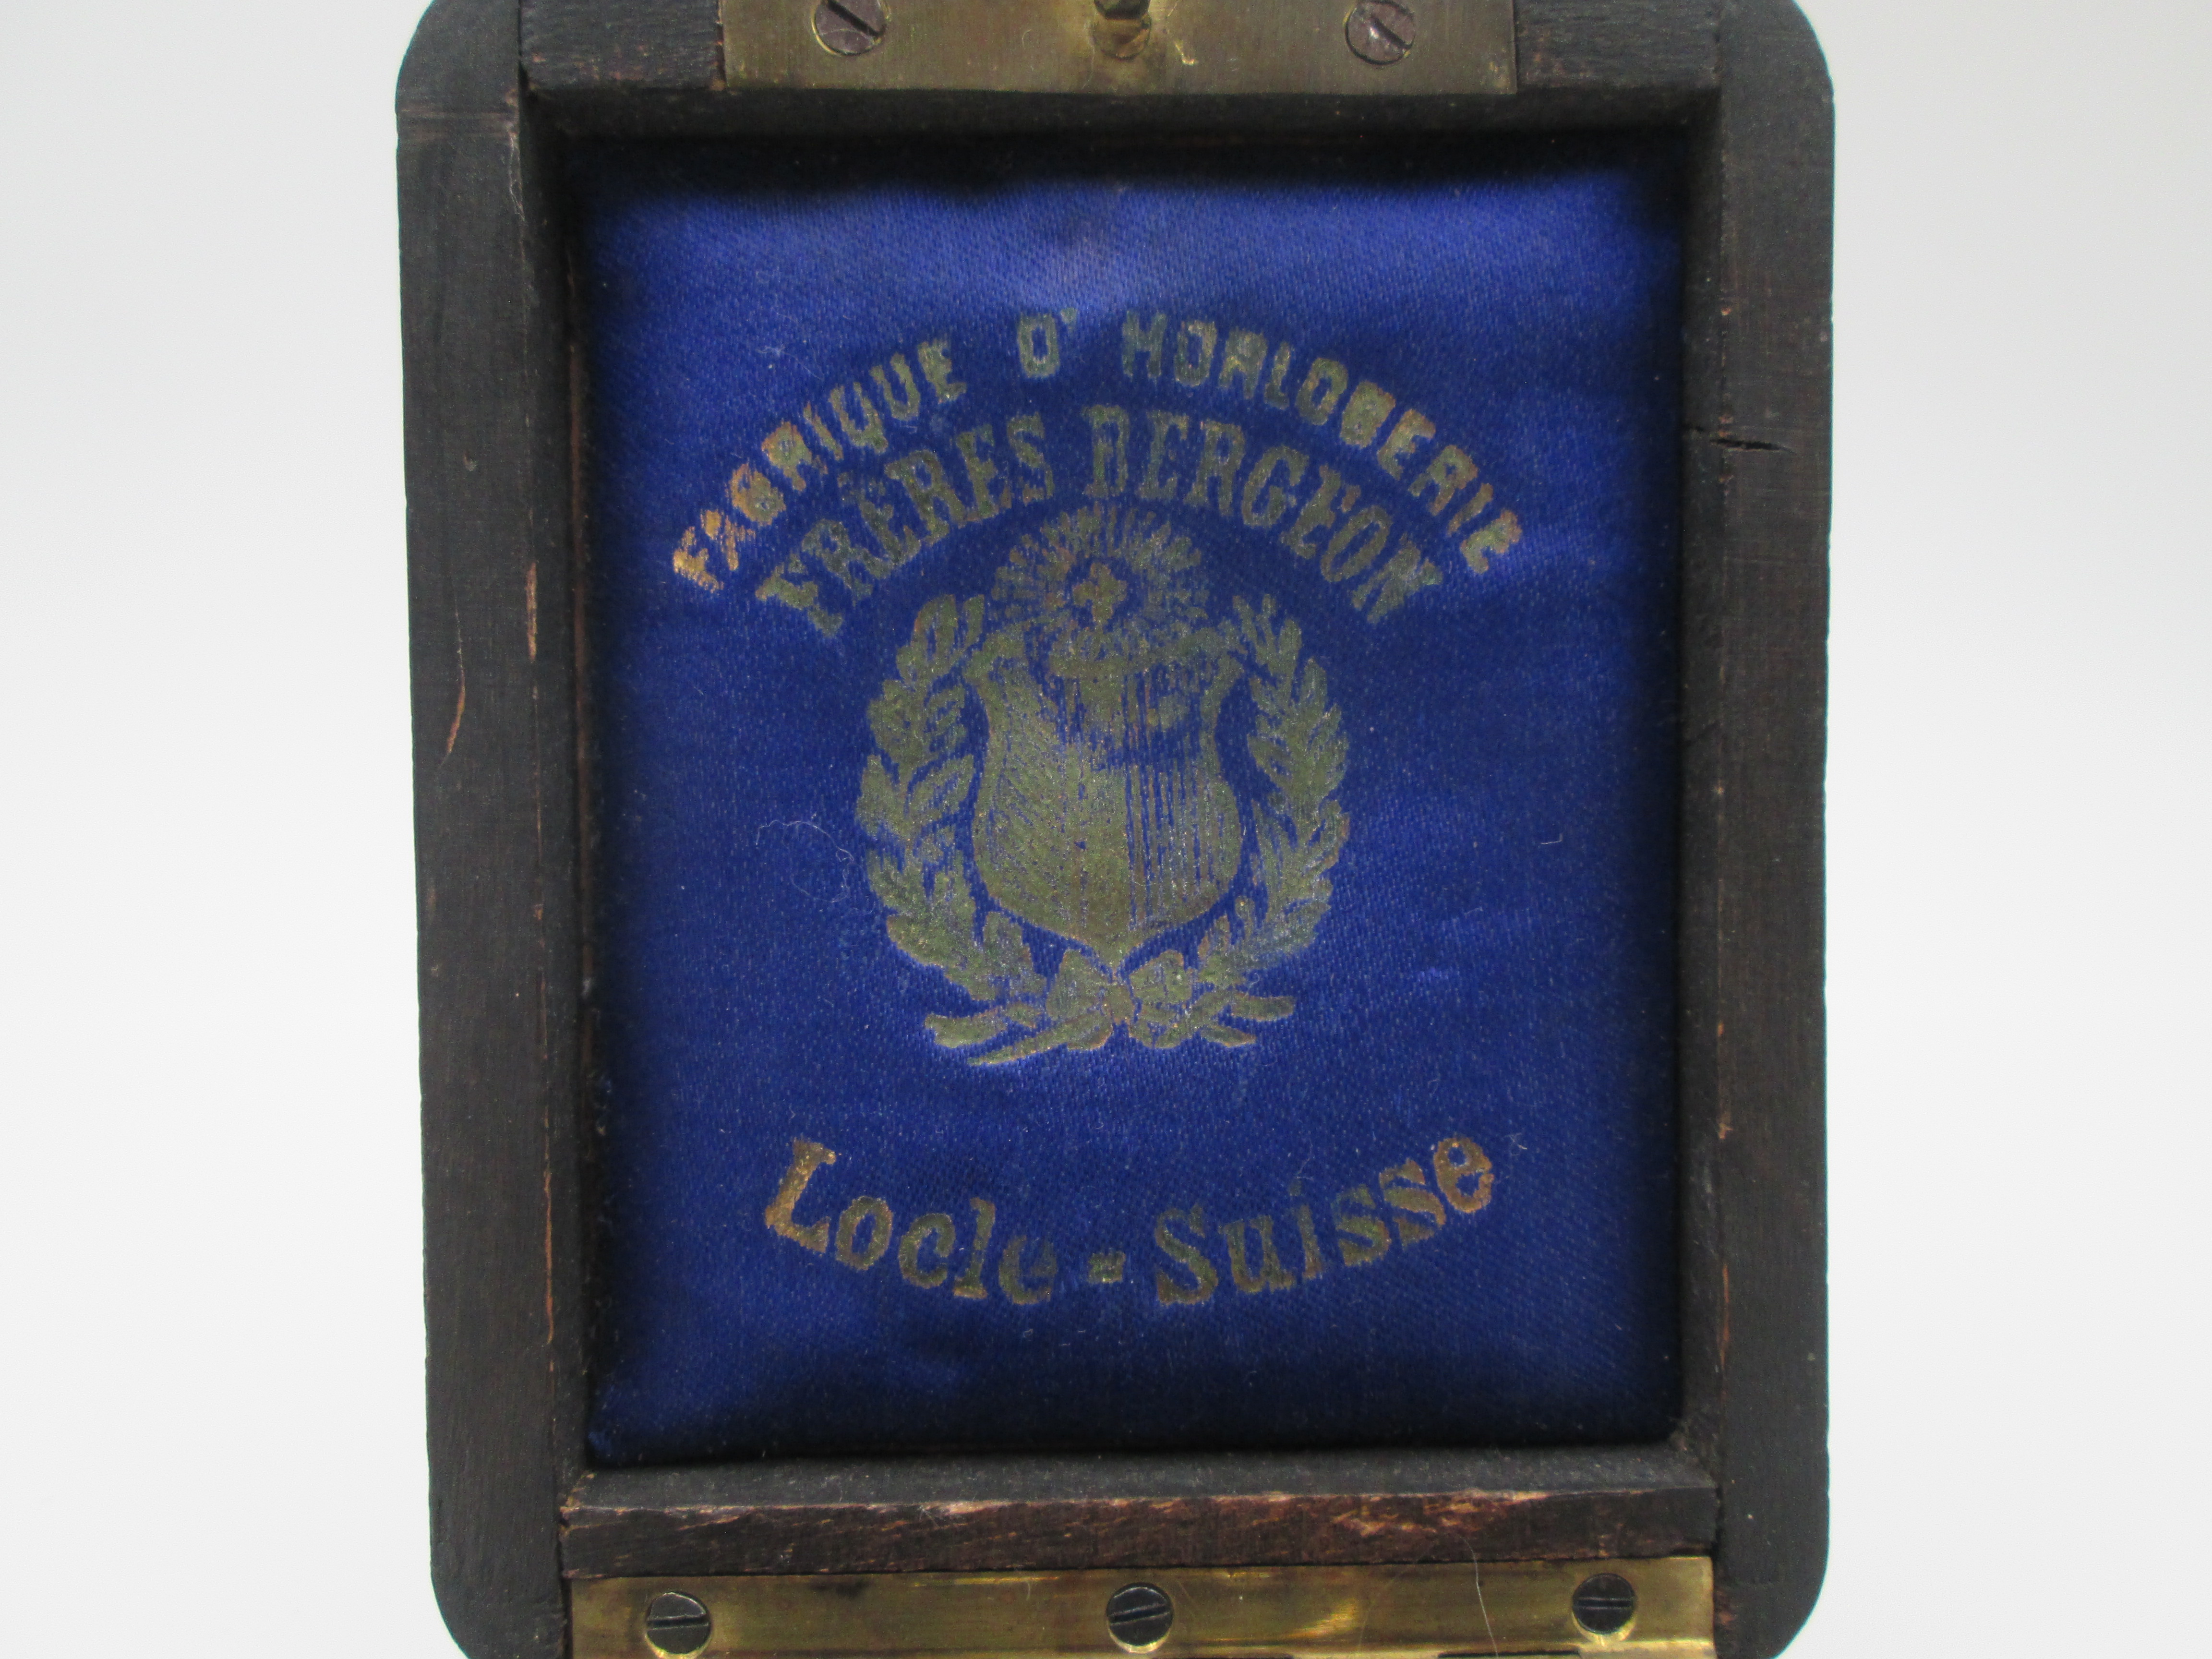 FABRIQUE D' HORLOGERIE
FRÈRES BERGEON
Locle - Suisse